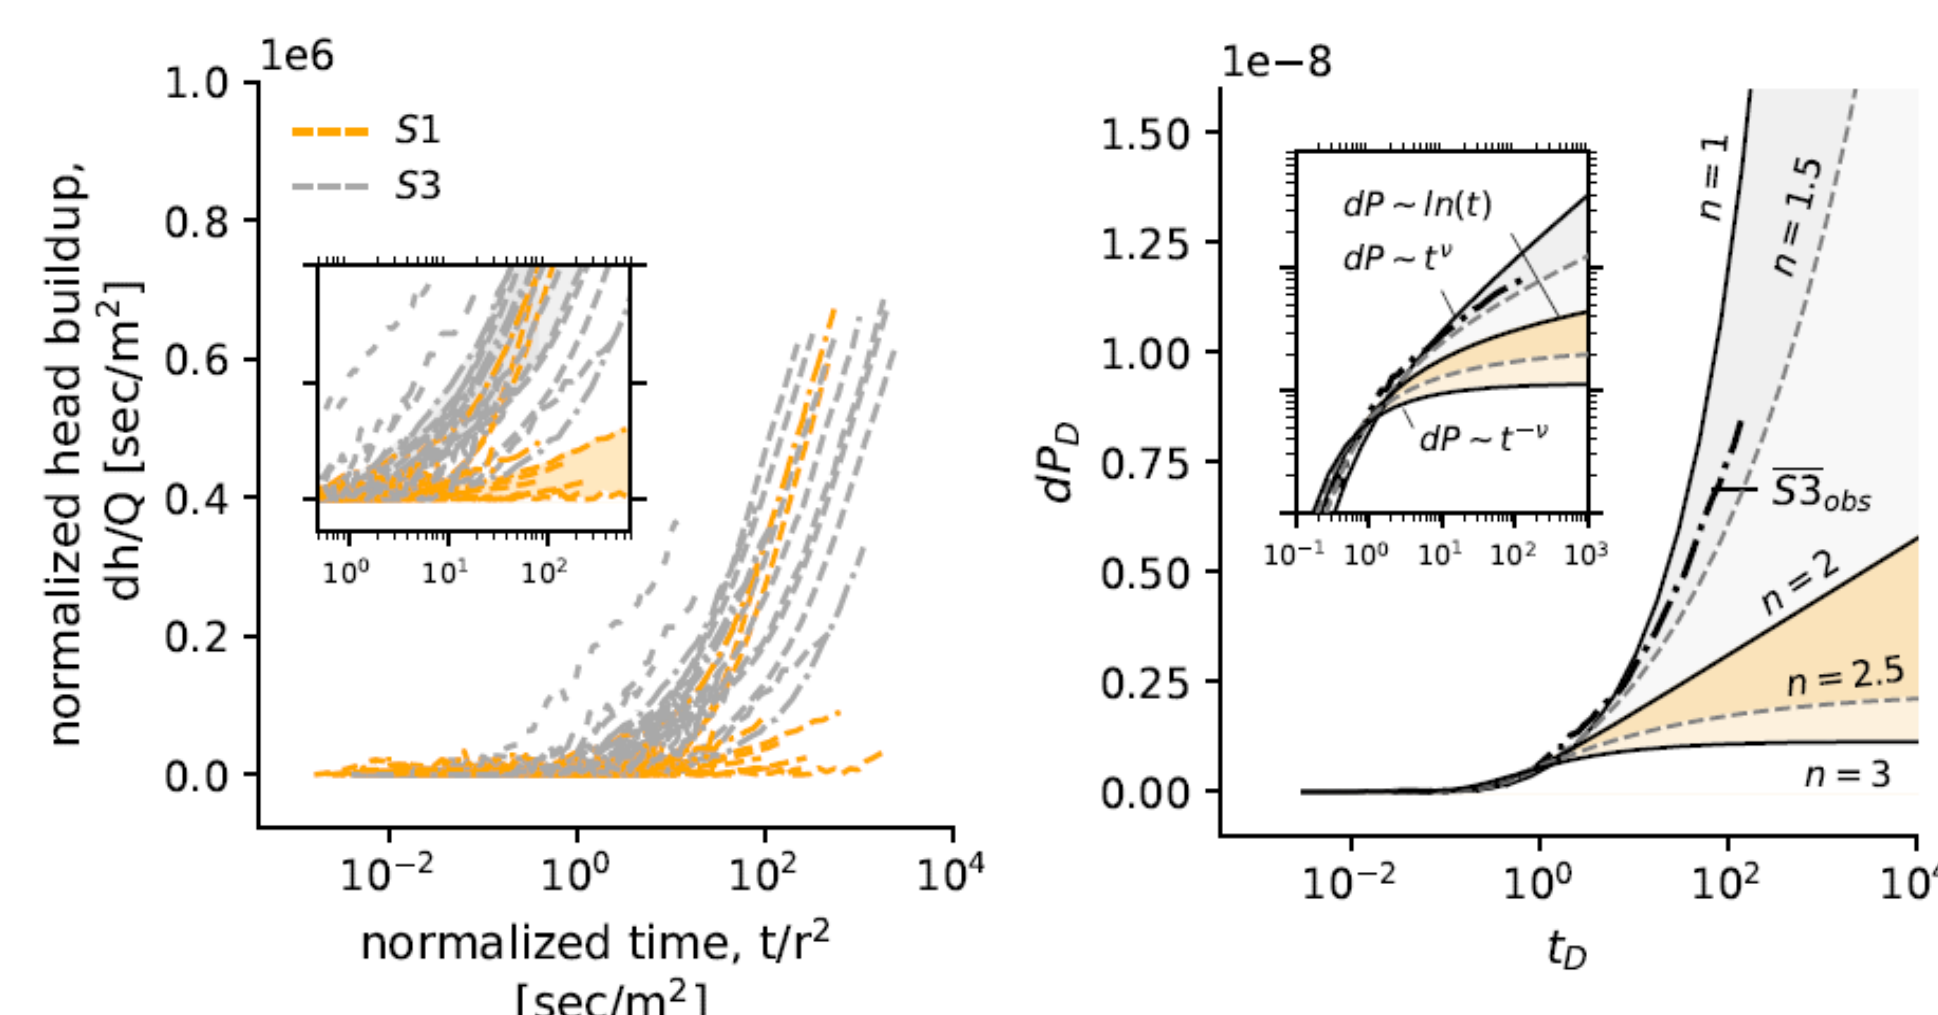 1e6
1.0
0.8
0.6
0.4
0.2
0.0
normalized head buildup,
dh/Q [sec/m²]
S1
S3
10⁰ 10¹ 10²
10⁻² 10⁰ 10² 10⁴
normalized time, t/r²
[sec/m²]
1e−8
1.50
1.25
1.00
0.75
0.50
0.25
0.00
dP_D
dP ~ ln(t)
dP ~ t^ν
dP ~ t^−ν
10⁻¹ 10⁰ 10¹ 10² 10³
n = 1
n = 1.5
S̅3̅_obs
n = 2
n = 2.5
n = 3
10⁻² 10⁰ 10² 10⁴
t_D